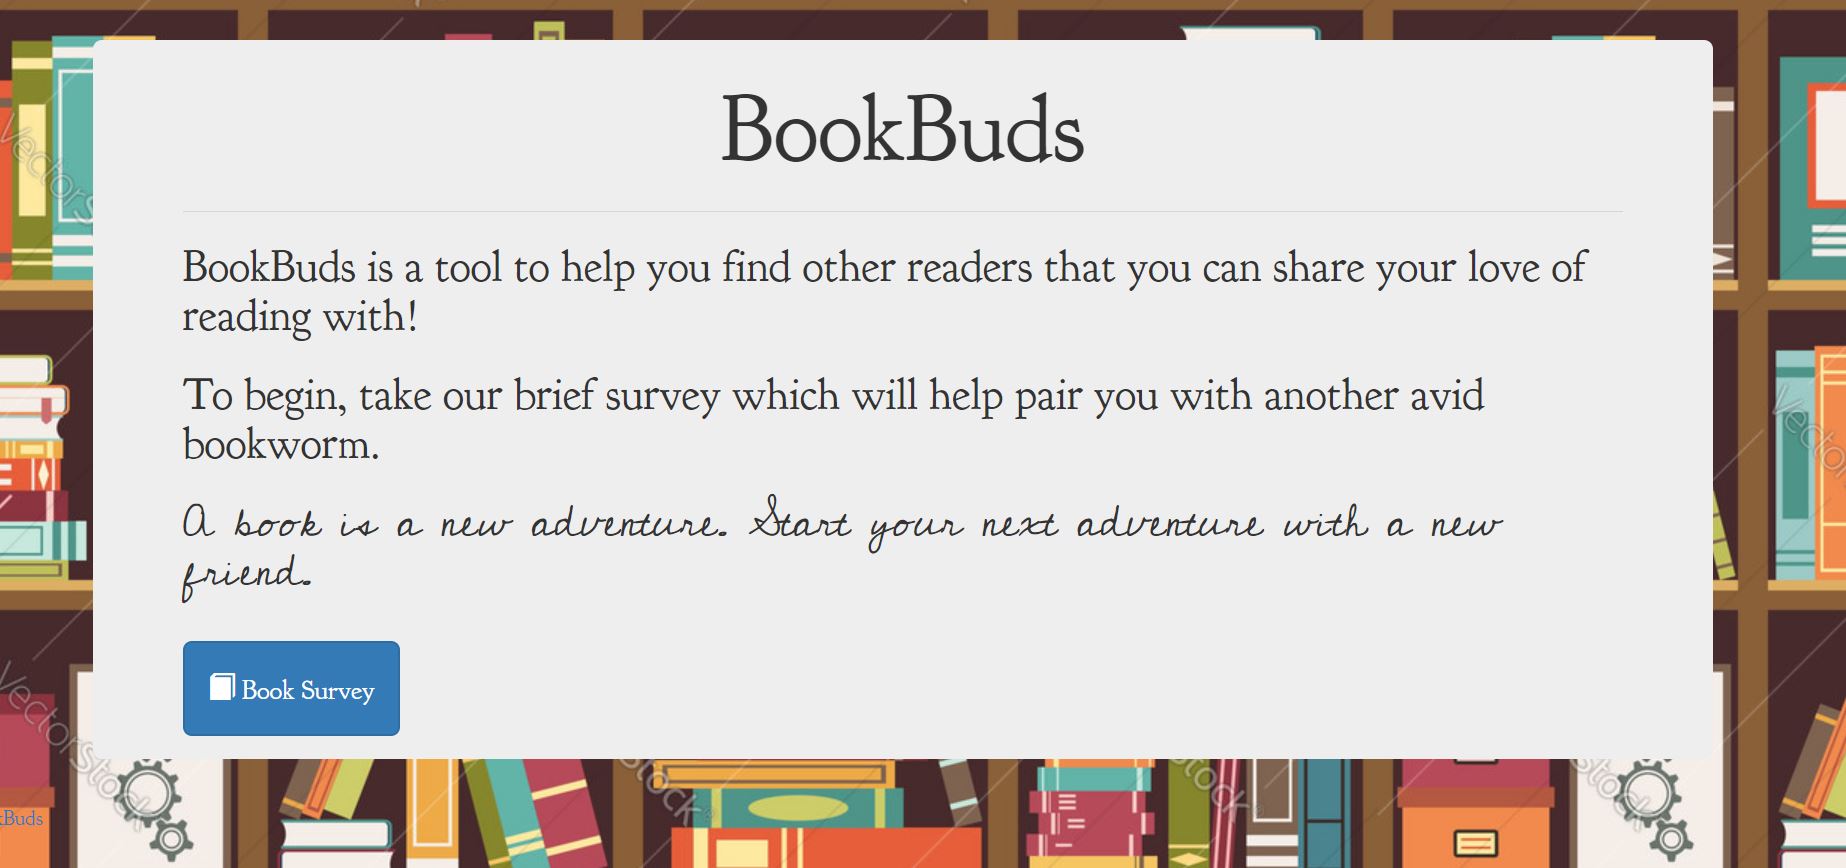 BookBuds
BookBuds is a tool to help you find other readers that you can share your love of
reading with!
To begin, take our brief survey which will help pair you with another avid
bookworm.
A book is a new adventure. Start your next adventure with a new
friend.
Book Survey
VectorStock
kBuds